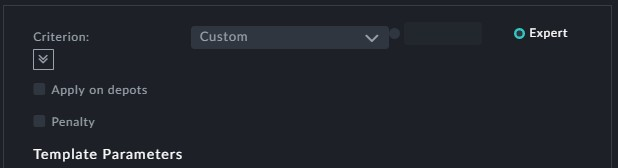 Criterion: Custom Expert
Apply on depots
Penalty
Template Parameters